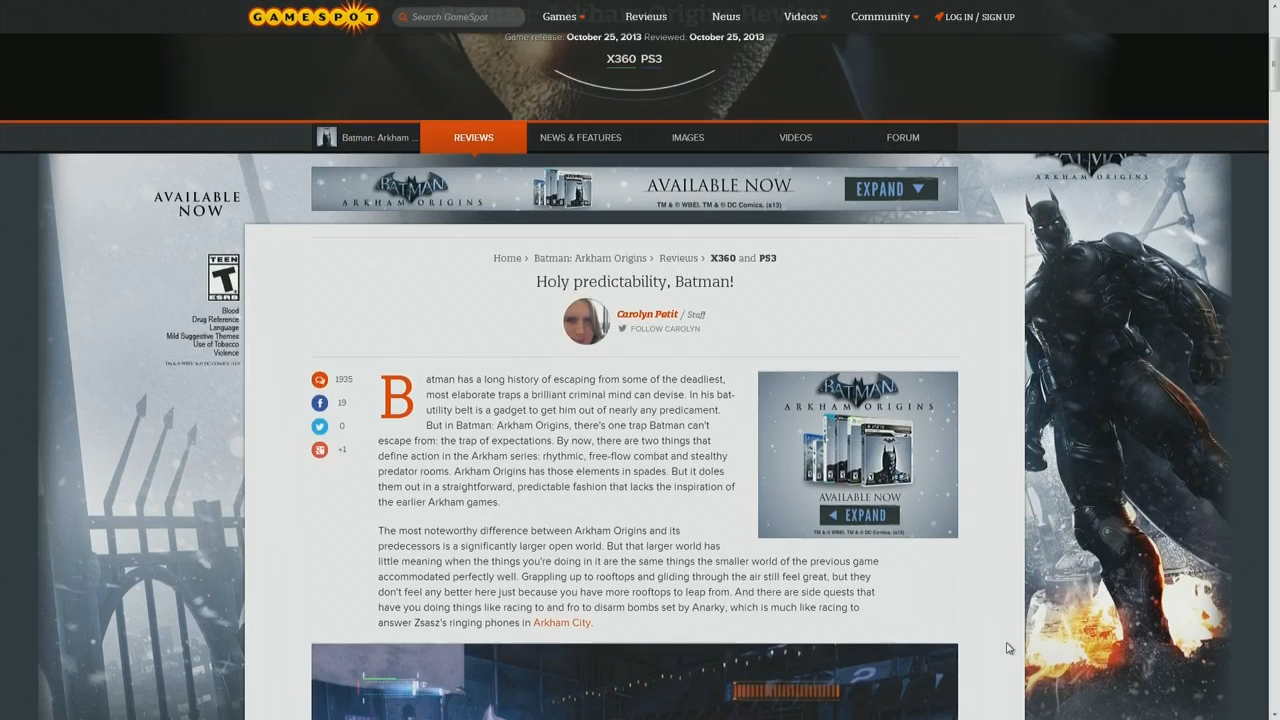 GAMESPOT
Search GameSpot
Games
Reviews
News
Videos
Community
LOG IN / SIGN UP
Batman: Arkham Origins Review
Game release: October 25, 2013 Reviewed: October 25, 2013
X360 PS3
Batman: Arkham ...
REVIEWS
NEWS & FEATURES
IMAGES
VIDEOS
FORUM
AVAILABLE
NOW
BATMAN
ARKHAM ORIGINS
AVAILABLE NOW
TM & © WBEI. TM & © DC Comics. (s13)
EXPAND
ARKHAM ORIGINS
TEEN
T
ESRB
Blood
Drug Reference
Language
Mild Suggestive Themes
Use of Tobacco
Violence
Home › Batman: Arkham Origins › Reviews › X360 and PS3
Holy predictability, Batman!
Carolyn Petit / Staff
FOLLOW CAROLYN
1935
19
0
+1
Batman has a long history of escaping from some of the deadliest,
most elaborate traps a brilliant criminal mind can devise. In his bat-
utility belt is a gadget to get him out of nearly any predicament.
But in Batman: Arkham Origins, there's one trap Batman can't
escape from: the trap of expectations. By now, there are two things that
define action in the Arkham series: rhythmic, free-flow combat and stealthy
predator rooms. Arkham Origins has those elements in spades. But it doles
them out in a straightforward, predictable fashion that lacks the inspiration of
the earlier Arkham games.
BATMAN
ARKHAM ORIGINS
AVAILABLE NOW
EXPAND
TM & © WBEI. TM & © DC Comics. (s13)
The most noteworthy difference between Arkham Origins and its
predecessors is a significantly larger open world. But that larger world has
little meaning when the things you're doing in it are the same things the smaller world of the previous game
accommodated perfectly well. Grappling up to rooftops and gliding through the air still feel great, but they
don't feel any better here just because you have more rooftops to leap from. And there are side quests that
have you doing things like racing to and fro to disarm bombs set by Anarky, which is much like racing to
answer Zsasz's ringing phones in Arkham City.